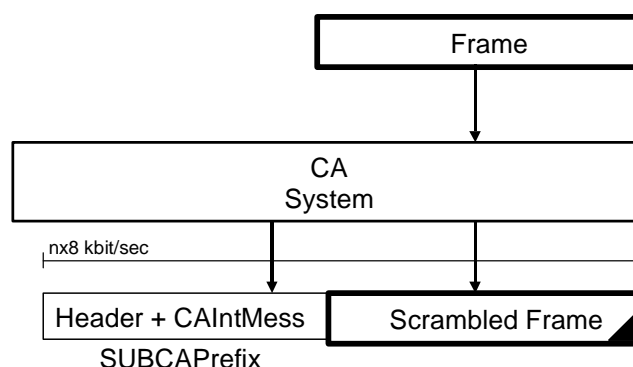 Frame
CA
System
nx8 kbit/sec
Header + CAIntMess
Scrambled Frame
SUBCAPrefix